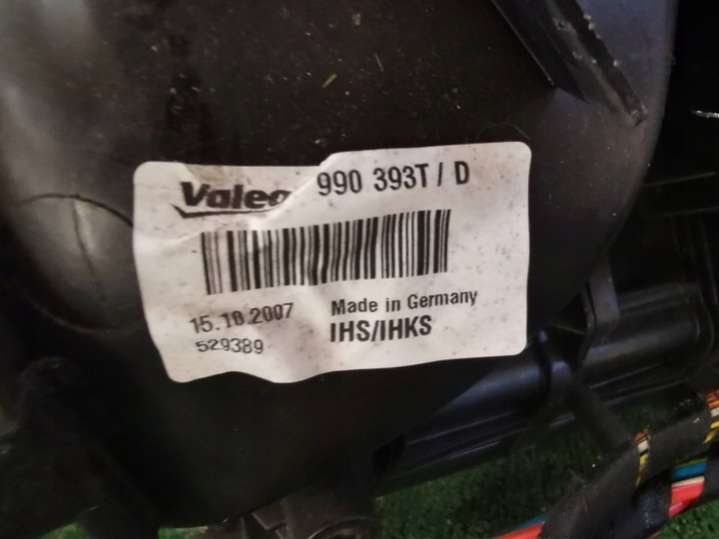 Valeo 990 393T / D
15.10.2007 Made in Germany
529389 IHS/IHKS